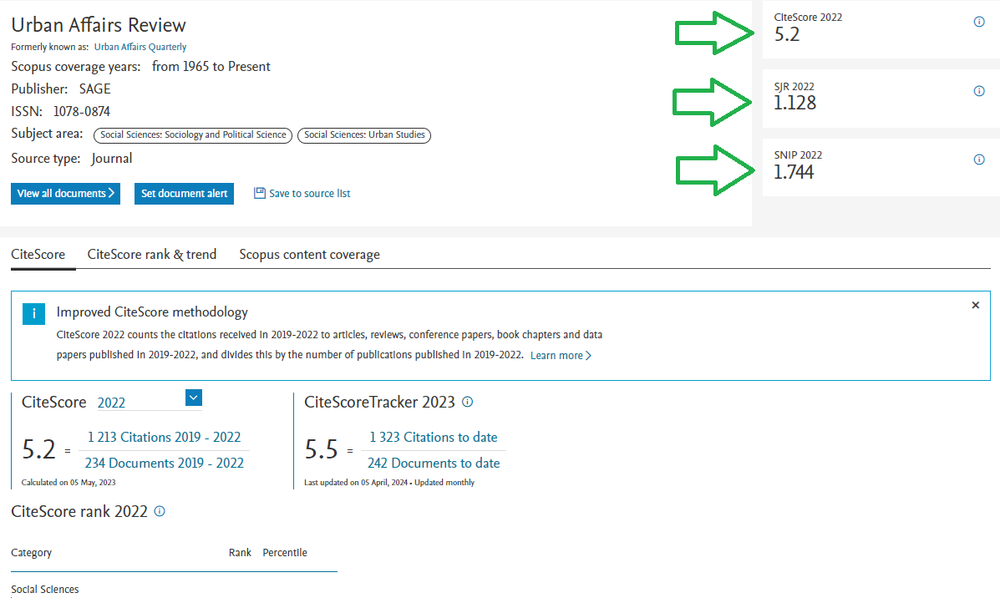 Urban Affairs Review
Formerly known as: Urban Affairs Quarterly
Scopus coverage years: from 1965 to Present
Publisher: SAGE
ISSN: 1078-0874
Subject area: Social Sciences: Sociology and Political Science Social Sciences: Urban Studies
Source type: Journal
View all documents >
Set document alert
Save to source list
CiteScore 2022
5.2
SJR 2022
1.128
SNIP 2022
1.744
CiteScore CiteScore rank & trend Scopus content coverage
i Improved CiteScore methodology
CiteScore 2022 counts the citations received in 2019-2022 to articles, reviews, conference papers, book chapters and data
papers published in 2019-2022, and divides this by the number of publications published in 2019-2022. Learn more >
CiteScore 2022
5.2 =
1 213 Citations 2019 - 2022
234 Documents 2019 - 2022
Calculated on 05 May, 2023
CiteScoreTracker 2023
5.5 =
1 323 Citations to date
242 Documents to date
Last updated on 05 April, 2024 • Updated monthly
CiteScore rank 2022
Category Rank Percentile
Social Sciences